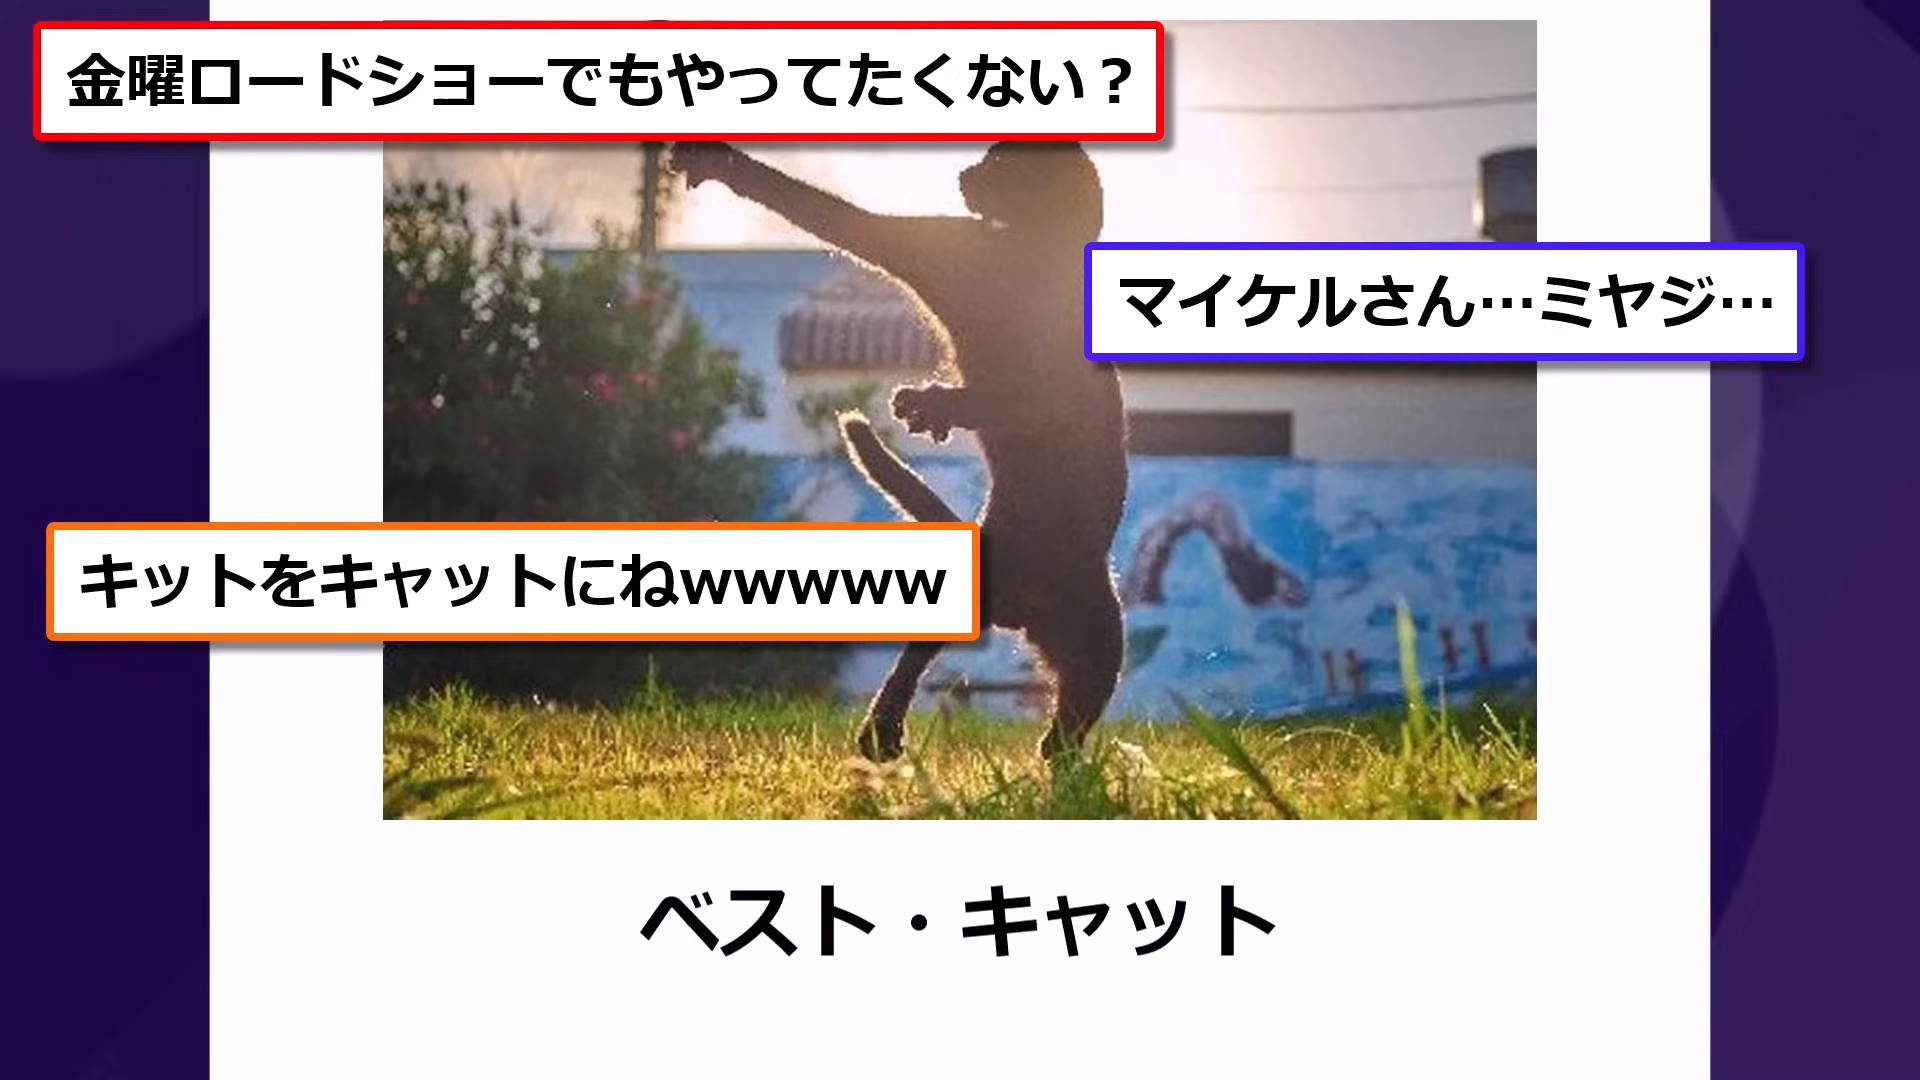 金曜ロードショーでもやってたくない？
マイケルさん…ミヤジ…
キットをキャットにねwwwww
ベスト・キャット